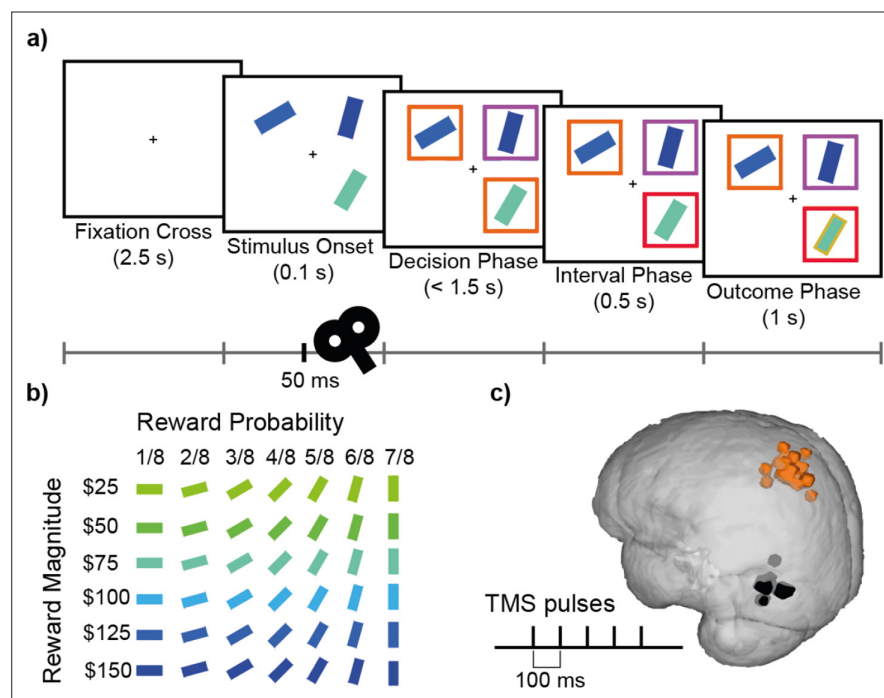 a)
Fixation Cross
(2.5 s)
Stimulus Onset
(0.1 s)
Decision Phase
(< 1.5 s)
Interval Phase
(0.5 s)
Outcome Phase
(1 s)
50 ms
b)
Reward Probability
1/8 2/8 3/8 4/8 5/8 6/8 7/8
Reward Magnitude
$25
$50
$75
$100
$125
$150
c)
TMS pulses
100 ms